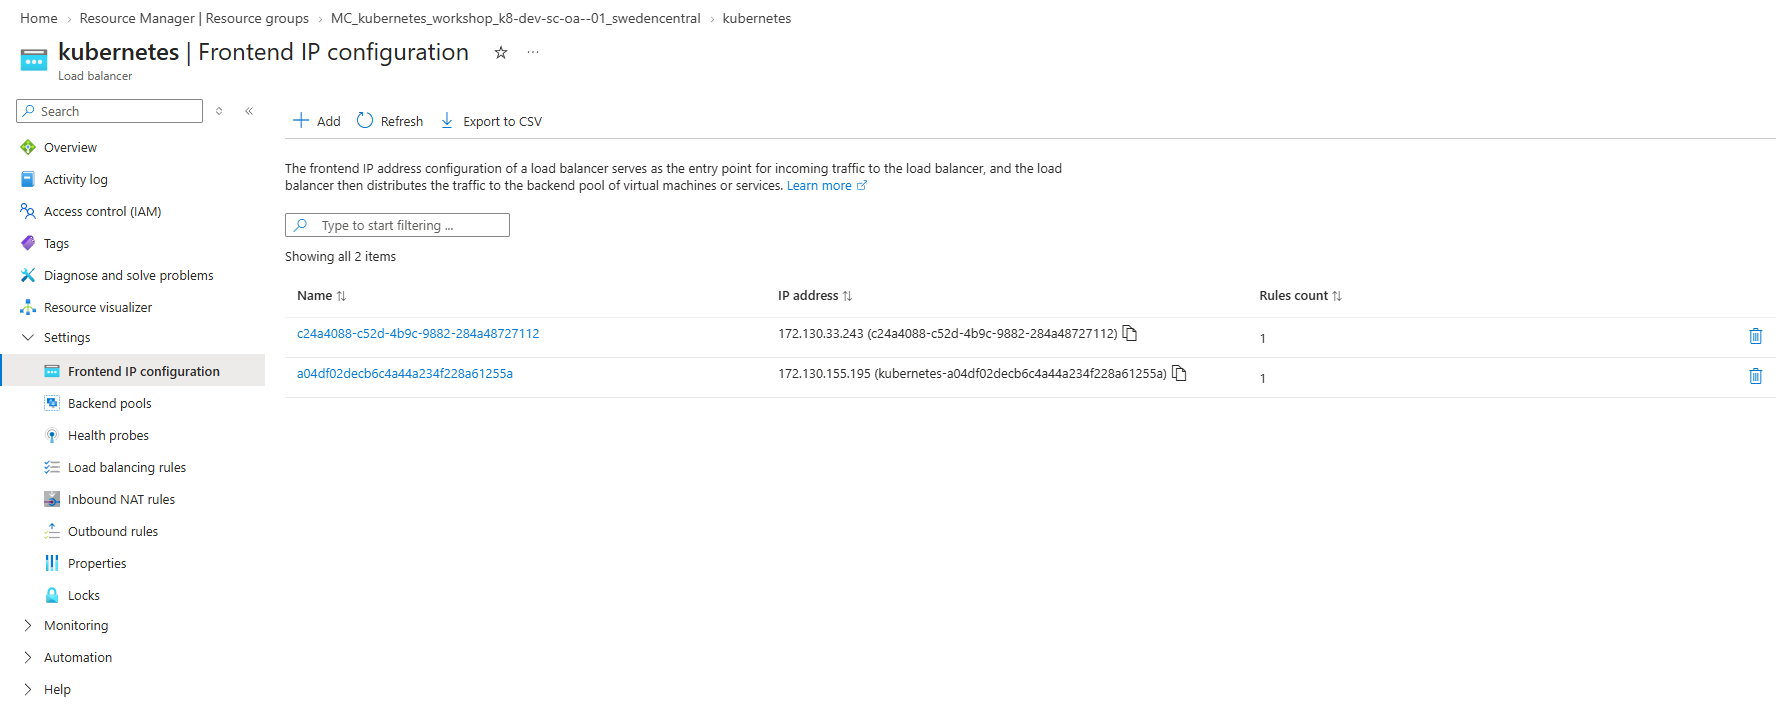 Home > Resource Manager | Resource groups > MC_kubernetes_workshop_k8-dev-sc-oa--01_swedencentral > kubernetes
kubernetes | Frontend IP configuration
Load balancer
Search
Overview
Activity log
Access control (IAM)
Tags
Diagnose and solve problems
Resource visualizer
Settings
Frontend IP configuration
Backend pools
Health probes
Load balancing rules
Inbound NAT rules
Outbound rules
Properties
Locks
Monitoring
Automation
Help
Add Refresh Export to CSV
The frontend IP address configuration of a load balancer serves as the entry point for incoming traffic to the load balancer, and the load
balancer then distributes the traffic to the backend pool of virtual machines or services. Learn more
Type to start filtering ...
Showing all 2 items
Name IP address Rules count
c24a4088-c52d-4b9c-9882-284a48727112 172.130.33.243 (c24a4088-c52d-4b9c-9882-284a48727112) 1
a04df02decb6c4a44a234f228a61255a 172.130.155.195 (kubernetes-a04df02decb6c4a44a234f228a61255a) 1